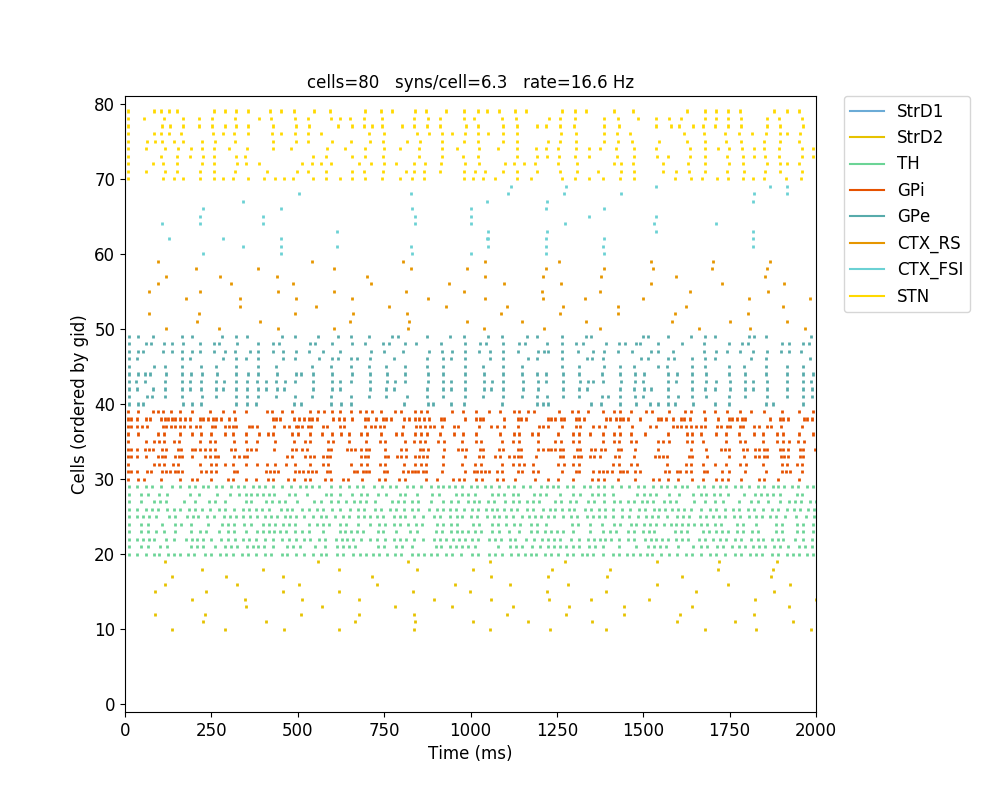 cells=80 syns/cell=6.3 rate=16.6 Hz
StrD1
StrD2
TH
GPi
GPe
CTX_RS
CTX_FSI
STN
Cells (ordered by gid)
80
70
60
50
40
30
20
10
0
0 250 500 750 1000 1250 1500 1750 2000
Time (ms)